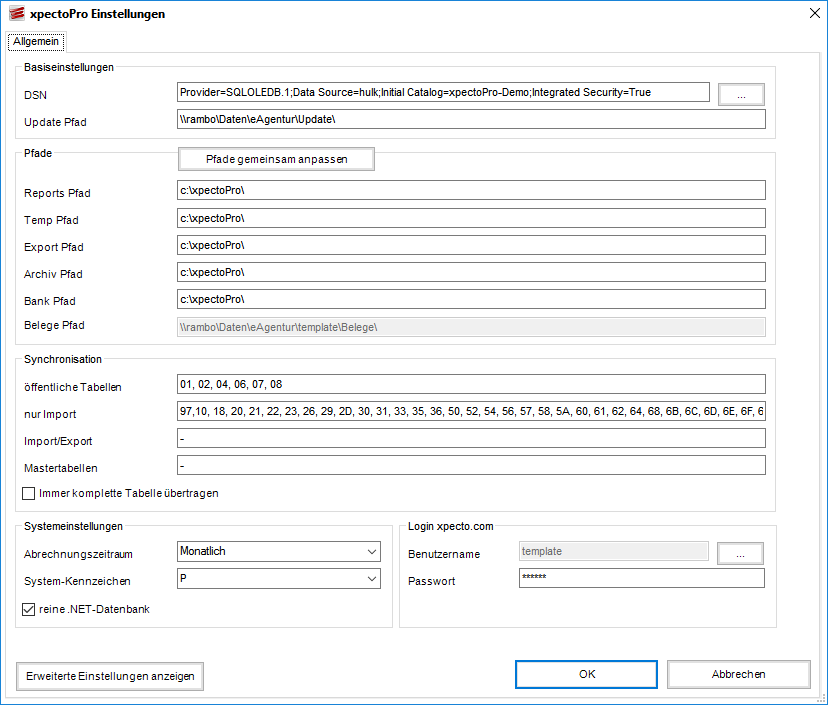 xpectoPro Einstellungen
Allgemein
Basiseinstellungen
DSN
Provider=SQLOLEDB.1;Data Source=hulk;Initial Catalog=xpectoPro-Demo;Integrated Security=True
...
Update Pfad
\\rambo\Daten\eAgentur\Update\
Pfade
Pfade gemeinsam anpassen
Reports Pfad
c:\xpectoPro\
Temp Pfad
c:\xpectoPro\
Export Pfad
c:\xpectoPro\
Archiv Pfad
c:\xpectoPro\
Bank Pfad
c:\xpectoPro\
Belege Pfad
\\rambo\Daten\eAgentur\template\Belege\
Synchronisation
öffentliche Tabellen
01, 02, 04, 06, 07, 08
nur Import
97,10, 18, 20, 21, 22, 23, 26, 29, 2D, 30, 31, 33, 35, 36, 50, 52, 54, 56, 57, 58, 5A, 60, 61, 62, 64, 68, 6B, 6C, 6D, 6E, 6F, 6
Import/Export
-
Mastertabellen
-
Immer komplette Tabelle übertragen
Systemeinstellungen
Abrechnungszeitraum
Monatlich
System-Kennzeichen
P
reine .NET-Datenbank
Login xpecto.com
Benutzername
template
...
Passwort
******
Erweiterte Einstellungen anzeigen
OK
Abbrechen